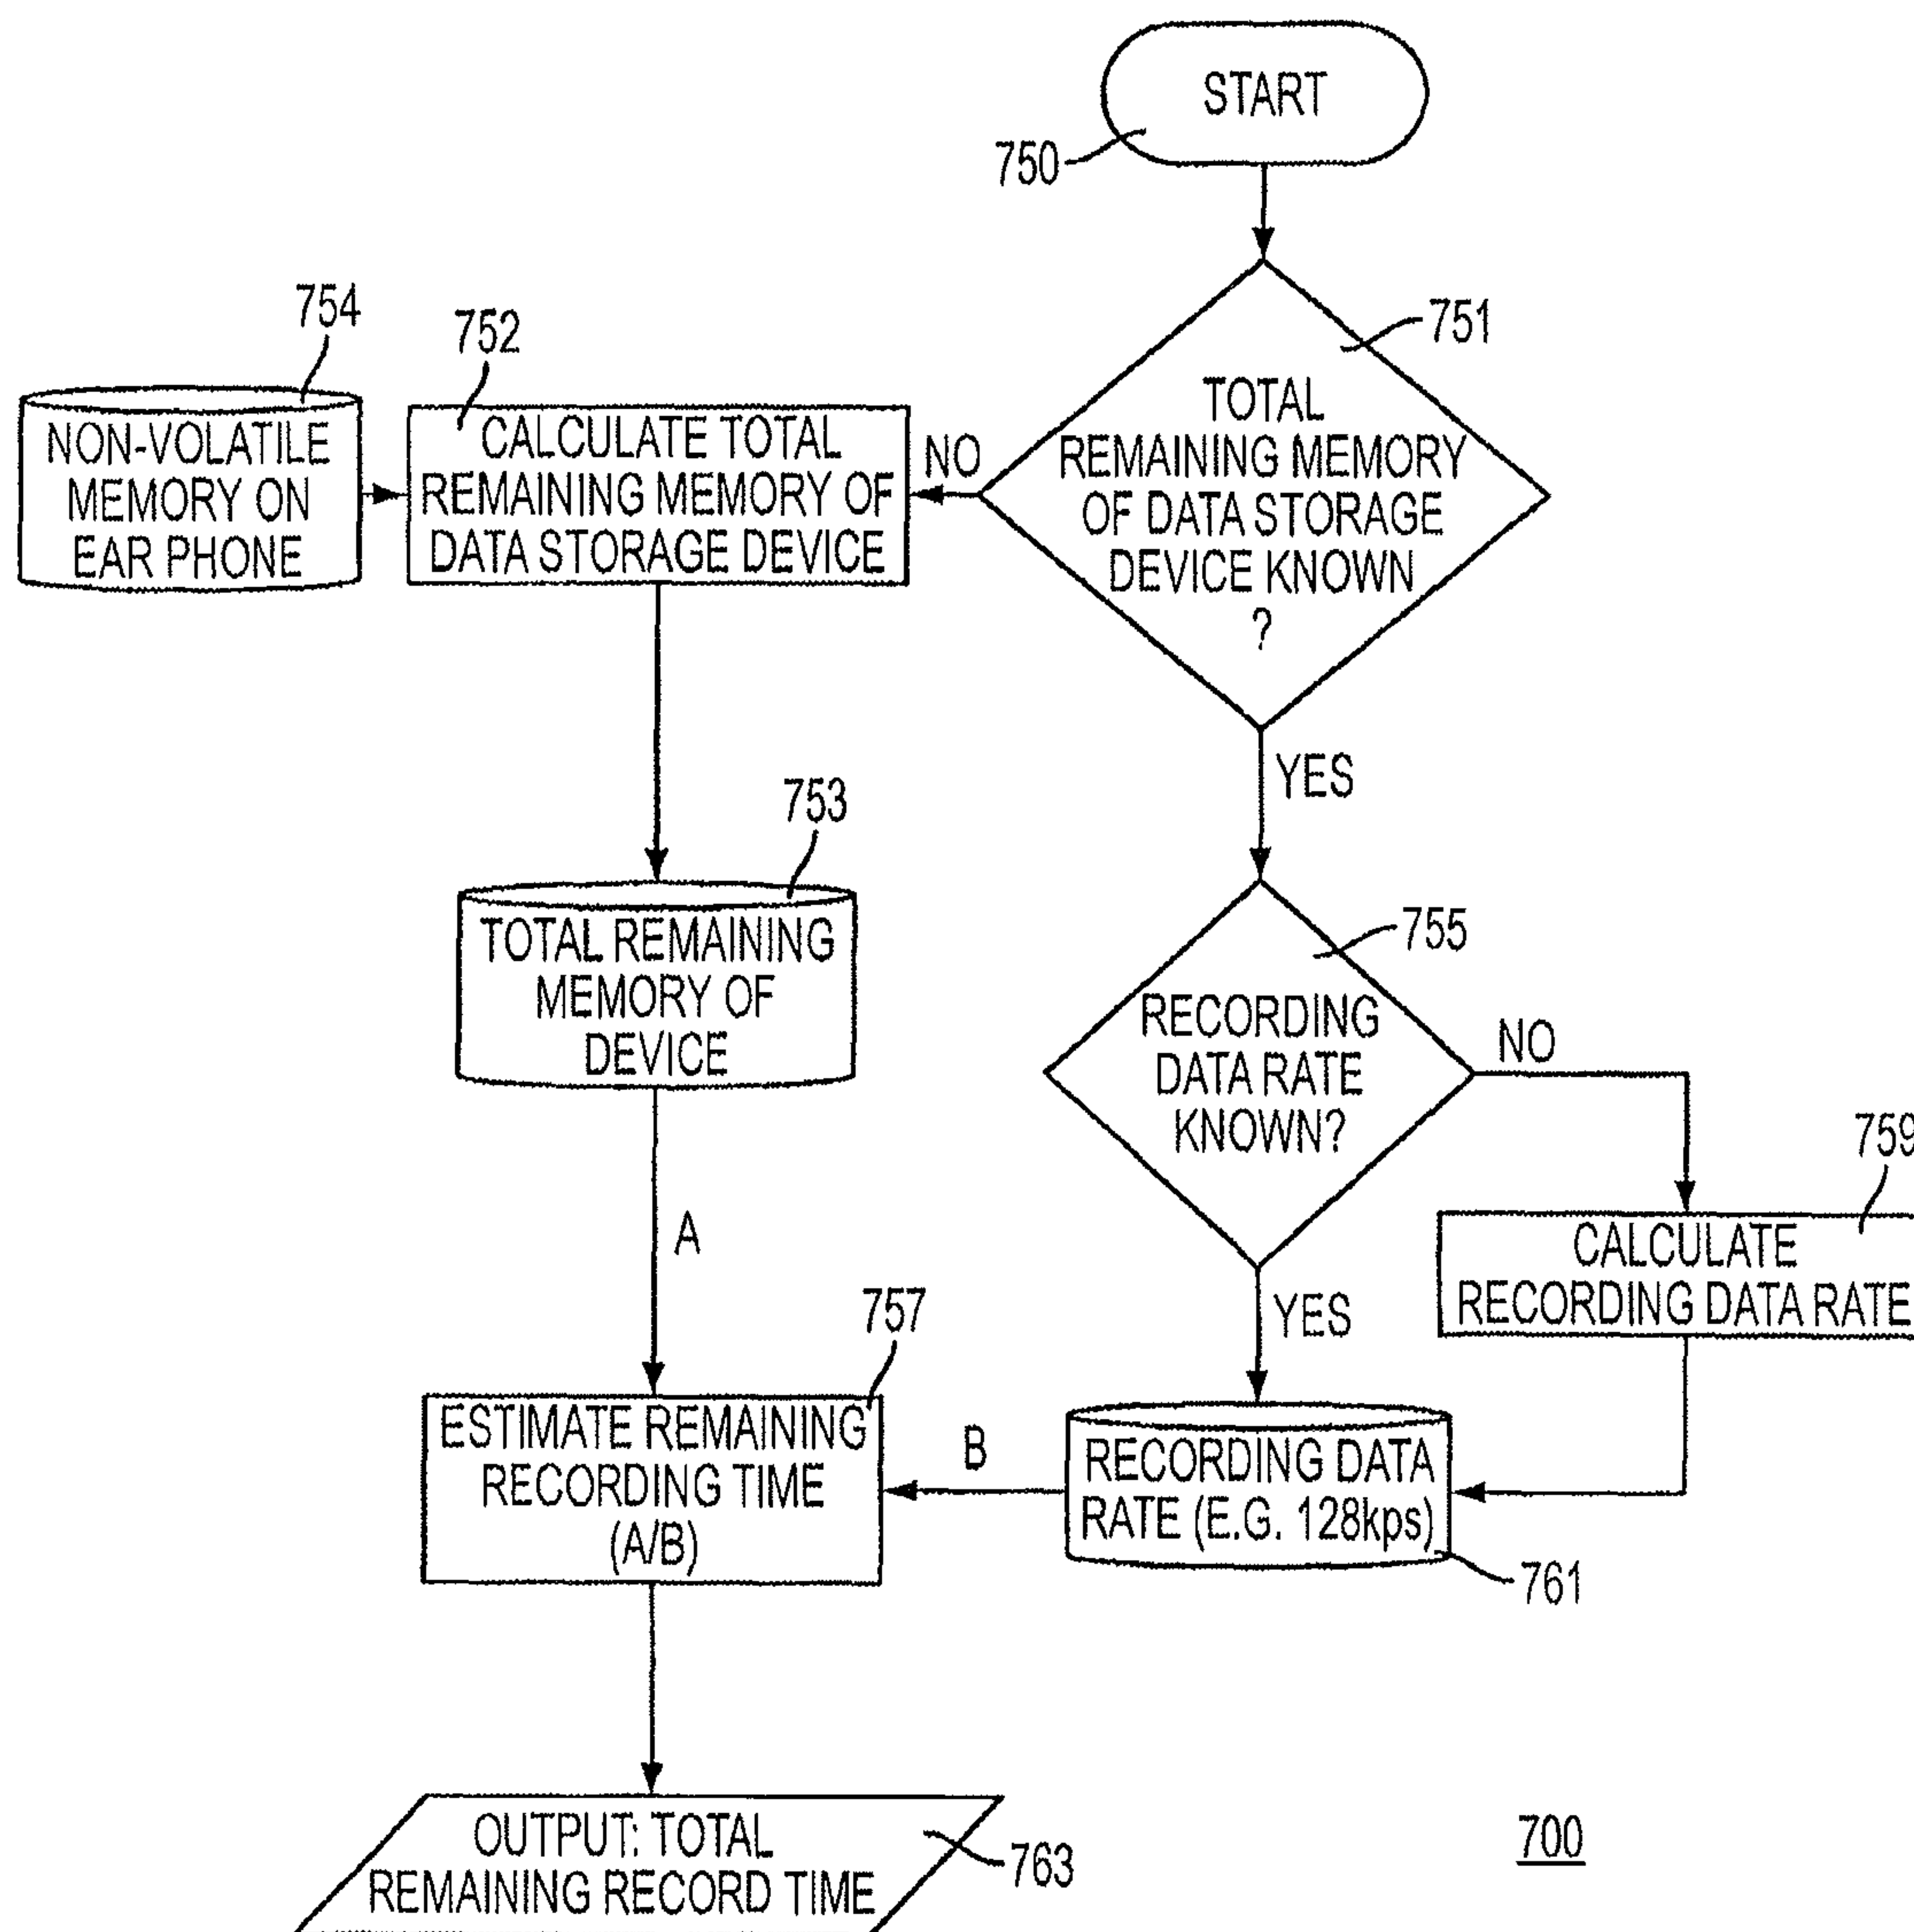 START
750
751
TOTAL
REMAINING MEMORY
OF DATA STORAGE
DEVICE KNOWN
?
NO
YES
754
NON-VOLATILE
MEMORY ON
EAR PHONE
752
CALCULATE TOTAL
REMAINING MEMORY OF
DATA STORAGE DEVICE
753
TOTAL REMAINING
MEMORY OF
DEVICE
A
755
RECORDING
DATA RATE
KNOWN?
NO
YES
759
CALCULATE
RECORDING DATA RATE
757
ESTIMATE REMAINING
RECORDING TIME
(A/B)
B
RECORDING DATA
RATE (E.G. 128kps)
761
OUTPUT: TOTAL
REMAINING RECORD TIME
763
700